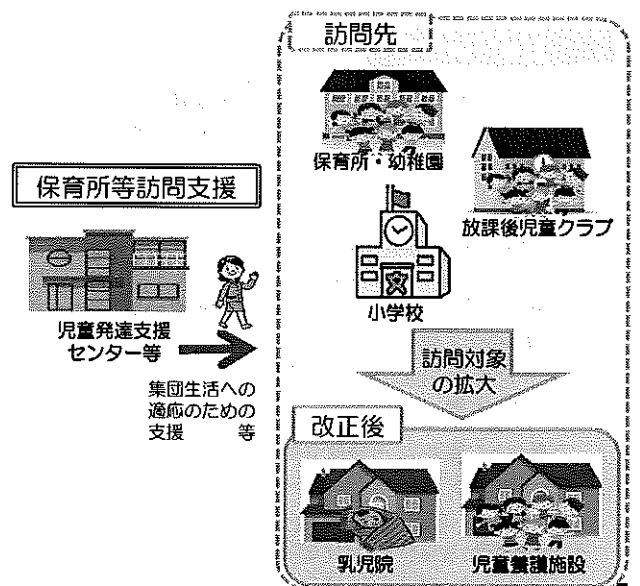 訪問先
保育所・幼稚園
放課後児童クラブ
小学校
保育所等訪問支援
児童発達支援
センター等
集団生活への
適応のための
支援　等
訪問対象
の拡大
改正後
乳児院
児童養護施設